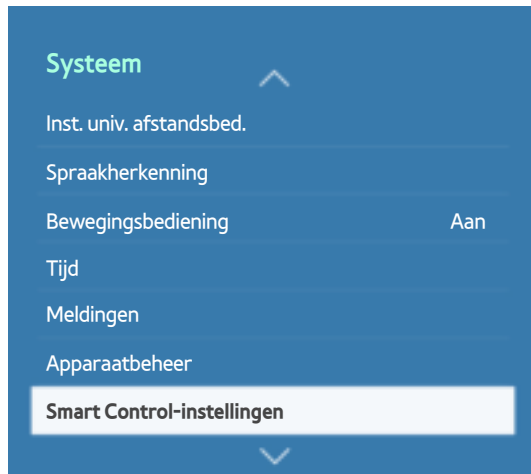 Systeem
Inst. univ. afstandsbed.
Spraakherkenning
Bewegingsbediening Aan
Tijd
Meldingen
Apparaatbeheer
Smart Control-instellingen